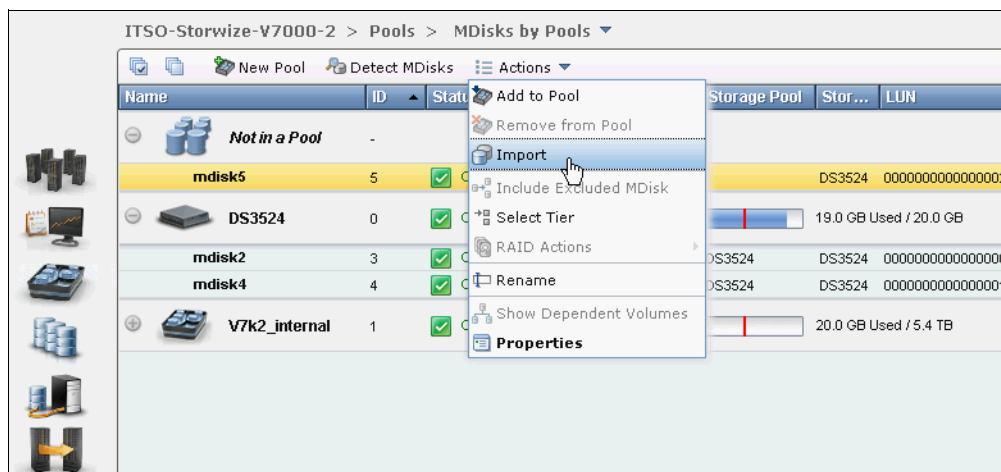 ITSO-Storwize-V7000-2 > Pools > MDisks by Pools
New Pool Detect MDisks Actions
Name ID Storage Pool Stor... LUN
Add to Pool
Not in a Pool -
Remove from Pool
Import
mdisk5 5 DS3524
Include Excluded MDisk
DS3524 0 Select Tier 19.0 GB Used / 20.0 GB
RAID Actions
mdisk2 3 DS3524 DS3524
Rename
mdisk4 4 DS3524 DS3524
Show Dependent Volumes
V7k2_internal 1 20.0 GB Used / 5.4 TB
Properties